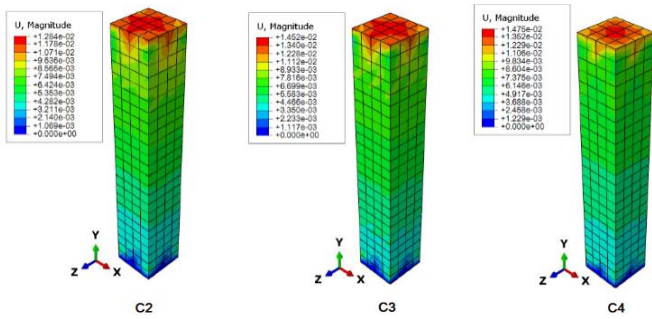 U, Magnitude
+1.284e-02
+1.178e-02
+1.071e-02
+9.636e-03
+8.565e-03
+7.494e-03
+6.424e-03
+5.353e-03
+4.282e-03
+3.211e-03
+2.140e-03
+1.069e-03
+0.000e+00
Y
Z X
C2
U, Magnitude
+1.452e-02
+1.340e-02
+1.228e-02
+1.112e-02
+8.933e-03
+7.816e-03
+6.699e-03
+5.583e-03
+4.466e-03
+3.350e-03
+2.233e-03
+1.117e-03
+0.000e+00
Y
Z X
C3
U, Magnitude
+1.475e-02
+1.352e-02
+1.229e-02
+1.106e-02
+9.834e-03
+8.604e-03
+7.375e-03
+6.146e-03
+4.917e-03
+3.688e-03
+2.458e-03
+1.229e-03
+0.000e+00
Y
Z X
C4